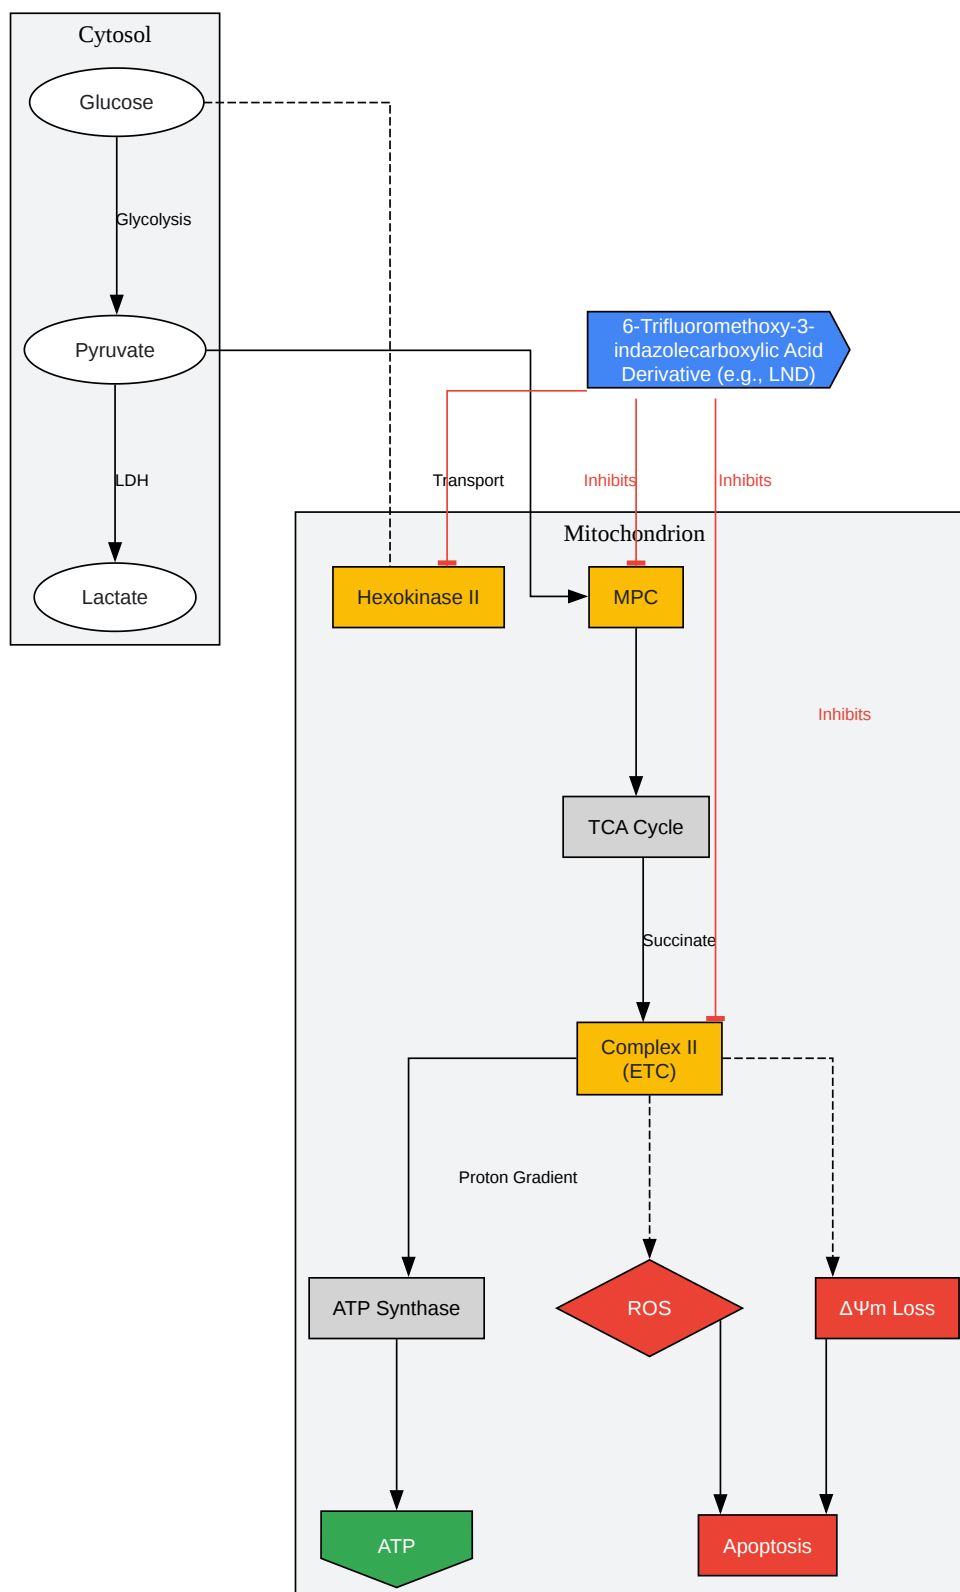 Cytosol
Glucose
Glycolysis
Pyruvate
6-Trifluoromethoxy-3-
indazolecarboxylic Acid
Derivative (e.g., LND)
LDH
Transport
Inhibits
Inhibits
Mitochondrion
Lactate
Hexokinase II
MPC
Inhibits
TCA Cycle
Succinate
Complex II
(ETC)
Proton Gradient
ATP Synthase
ROS
ΔΨm Loss
ATP
Apoptosis